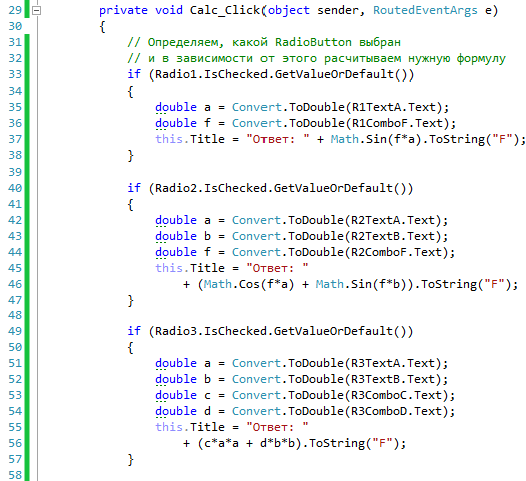 29 private void Calc_Click(object sender, RoutedEventArgs e)
30 {
31 // Определяем, какой RadioButton выбран
32 // и в зависимости от этого расчитываем нужную формулу
33 if (Radio1.IsChecked.GetValueOrDefault())
34 {
35 double a = Convert.ToDouble(R1TextA.Text);
36 double f = Convert.ToDouble(R1ComboF.Text);
37 this.Title = "Ответ: " + Math.Sin(f*a).ToString("F");
38 }
39
40 if (Radio2.IsChecked.GetValueOrDefault())
41 {
42 double a = Convert.ToDouble(R2TextA.Text);
43 double b = Convert.ToDouble(R2TextB.Text);
44 double f = Convert.ToDouble(R2ComboF.Text);
45 this.Title = "Ответ: "
46 + (Math.Cos(f*a) + Math.Sin(f*b)).ToString("F");
47 }
48
49 if (Radio3.IsChecked.GetValueOrDefault())
50 {
51 double a = Convert.ToDouble(R3TextA.Text);
52 double b = Convert.ToDouble(R3TextB.Text);
53 double c = Convert.ToDouble(R3ComboC.Text);
54 double d = Convert.ToDouble(R3ComboD.Text);
55 this.Title = "Ответ: "
56 + (c*a*a + d*b*b).ToString("F");
57 }
58